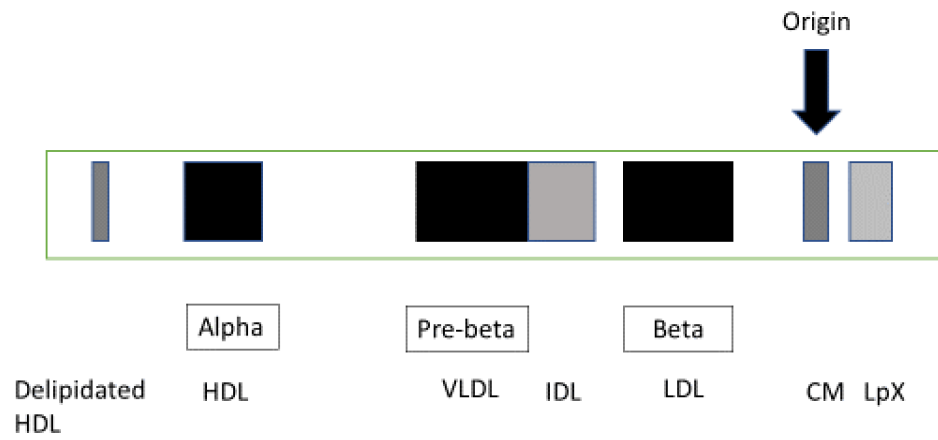 Origin
Alpha
Pre-beta
Beta
Delipidated
HDL
HDL
VLDL
IDL
LDL
CM
LpX